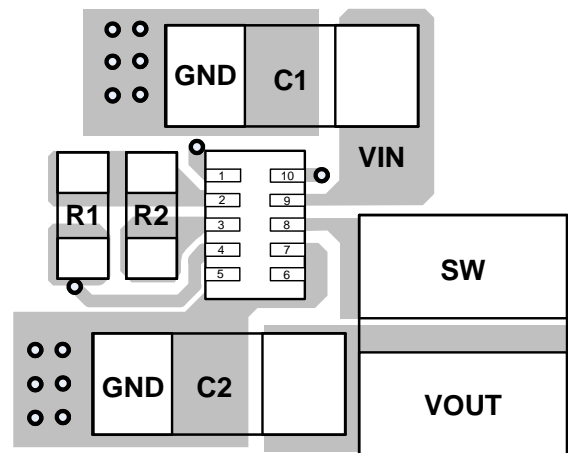 GND C1
VIN
1 10
2 9
R1 R2 3 8
4 7
5 6
SW
GND C2 VOUT